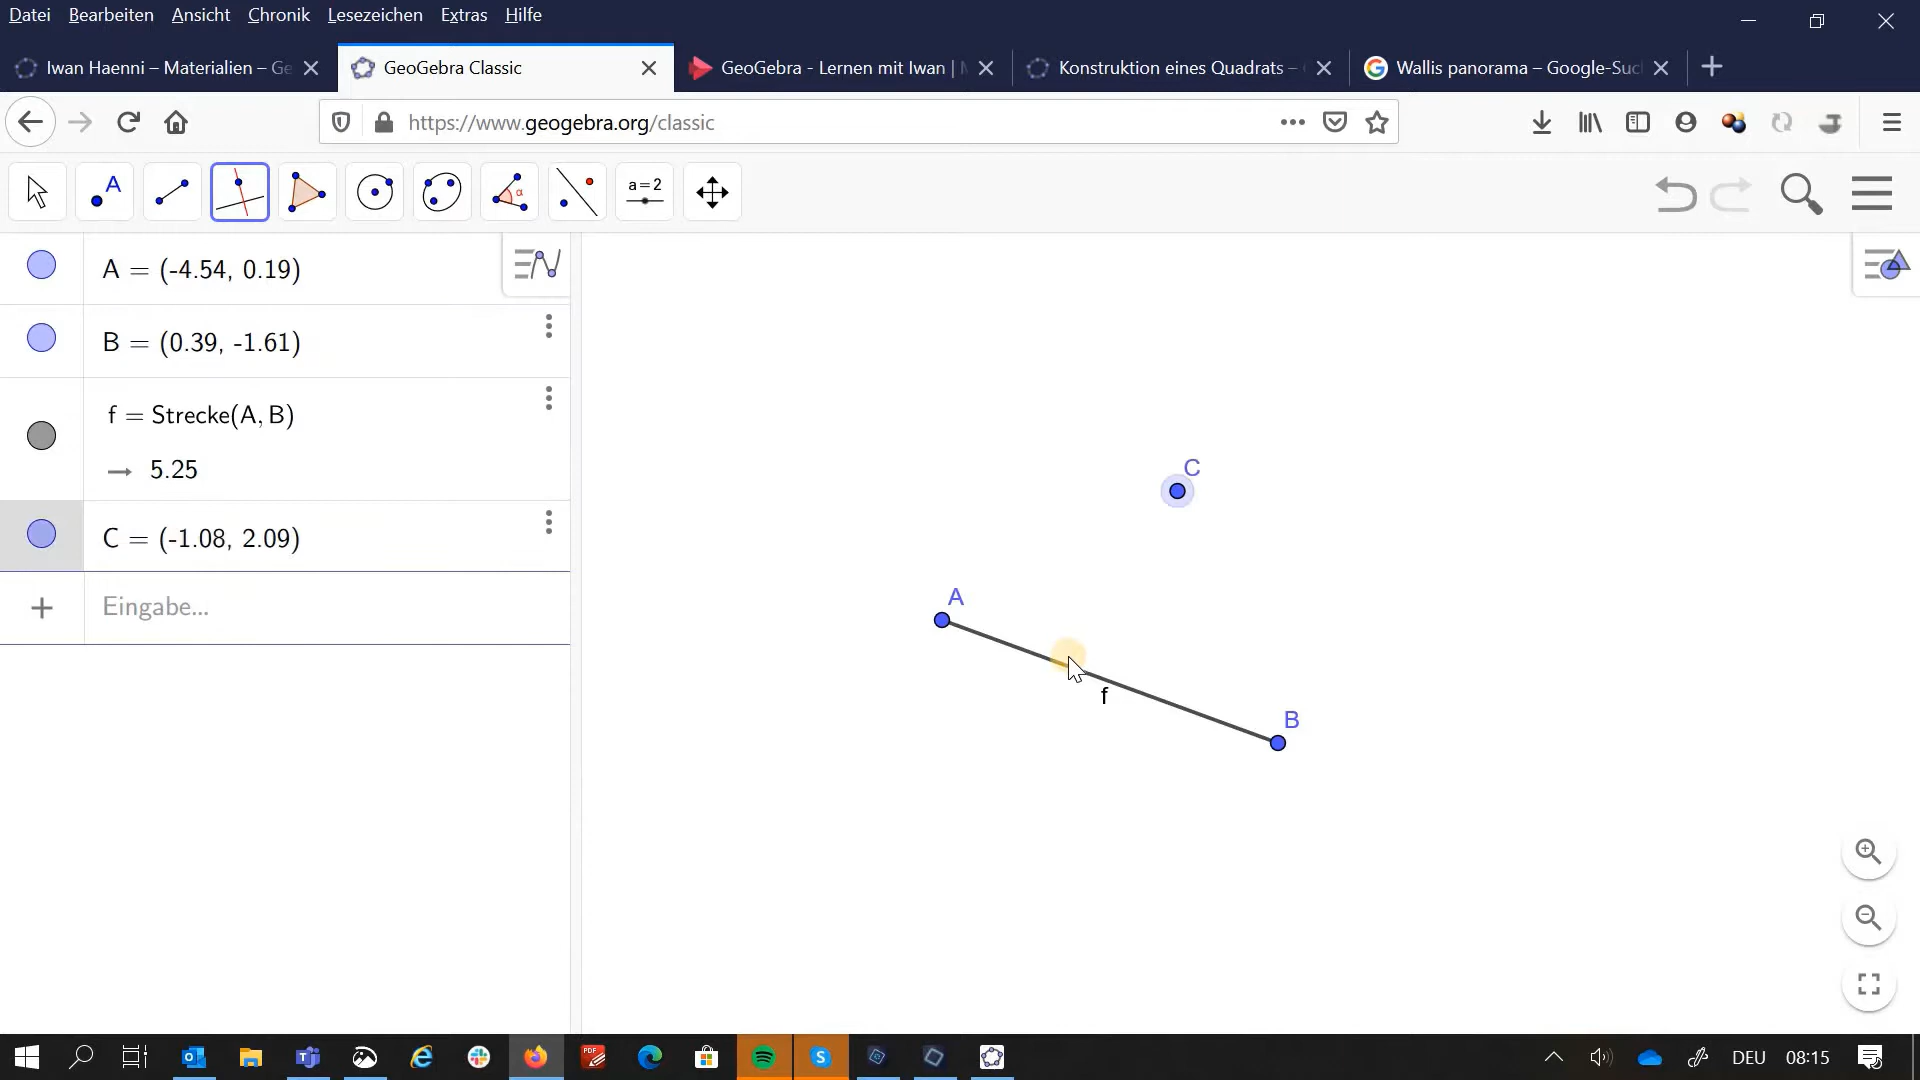 Datei Bearbeiten Ansicht Chronik Lesezeichen Extras Hilfe
Iwan Haenni – Materialien – Ge
GeoGebra Classic
GeoGebra - Lernen mit Iwan |
Konstruktion eines Quadrats –
Wallis panorama – Google-Suc
https://www.geogebra.org/classic
A
α
a=2
A = (-4.54, 0.19)
B = (0.39, -1.61)
f = Strecke(A, B)
→ 5.25
C = (-1.08, 2.09)
+ Eingabe...
C
A
f
B
DEU 08:15